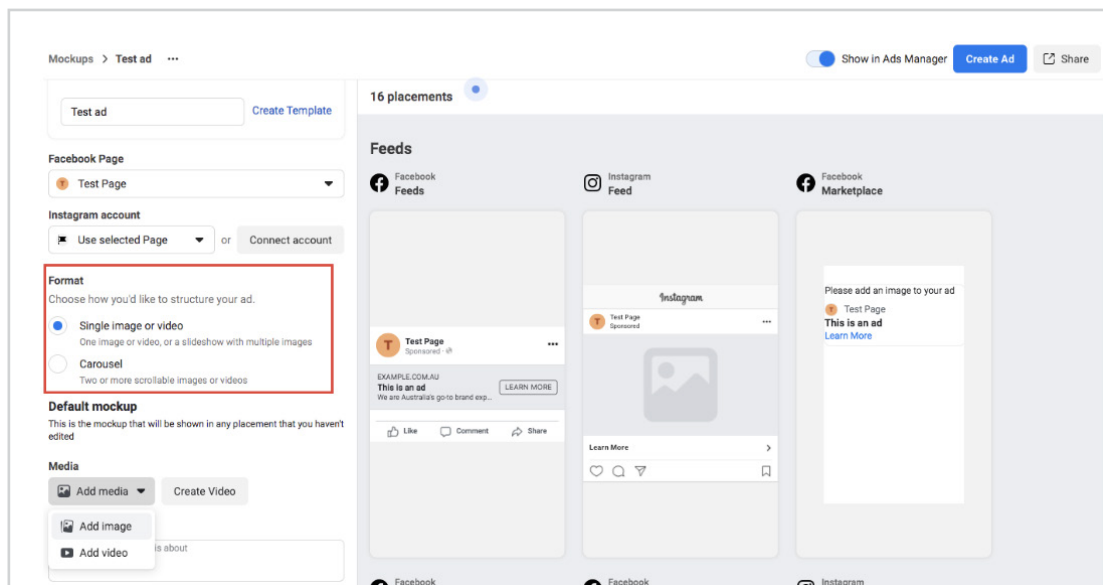 Mockups > Test ad ...
Show in Ads Manager
Create Ad
Share
Test ad
Create Template
16 placements
Facebook Page
T Test Page
Instagram account
Use selected Page
or
Connect account
Format
Choose how you'd like to structure your ad.
Single image or video
One image or video, or a slideshow with multiple images
Carousel
Two or more scrollable images or videos
Default mockup
This is the mockup that will be shown in any placement that you haven't
edited
Media
Add media
Create Video
Add image
Add video
is about
Feeds
Facebook
Feeds
T Test Page
Sponsored ·
...
EXAMPLE.COM.AU
This is an ad
We are Australia's go-to brand exp...
LEARN MORE
Like
Comment
Share
Instagram
Feed
Instagram
T Test Page
Sponsored
...
Learn More
Facebook
Marketplace
Please add an image to your ad
T Test Page
This is an ad
Learn More
Facebook
Facebook
Instagram